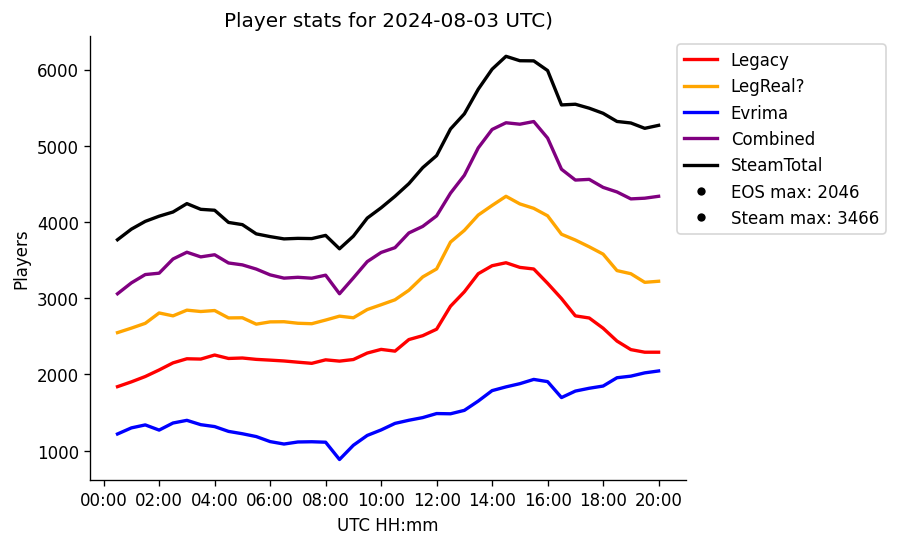 Player stats for 2024-08-03 UTC)
Players
6000
5000
4000
3000
2000
1000
00:00 02:00 04:00 06:00 08:00 10:00 12:00 14:00 16:00 18:00 20:00
UTC HH:mm
Legacy
LegReal?
Evrima
Combined
SteamTotal
EOS max: 2046
Steam max: 3466